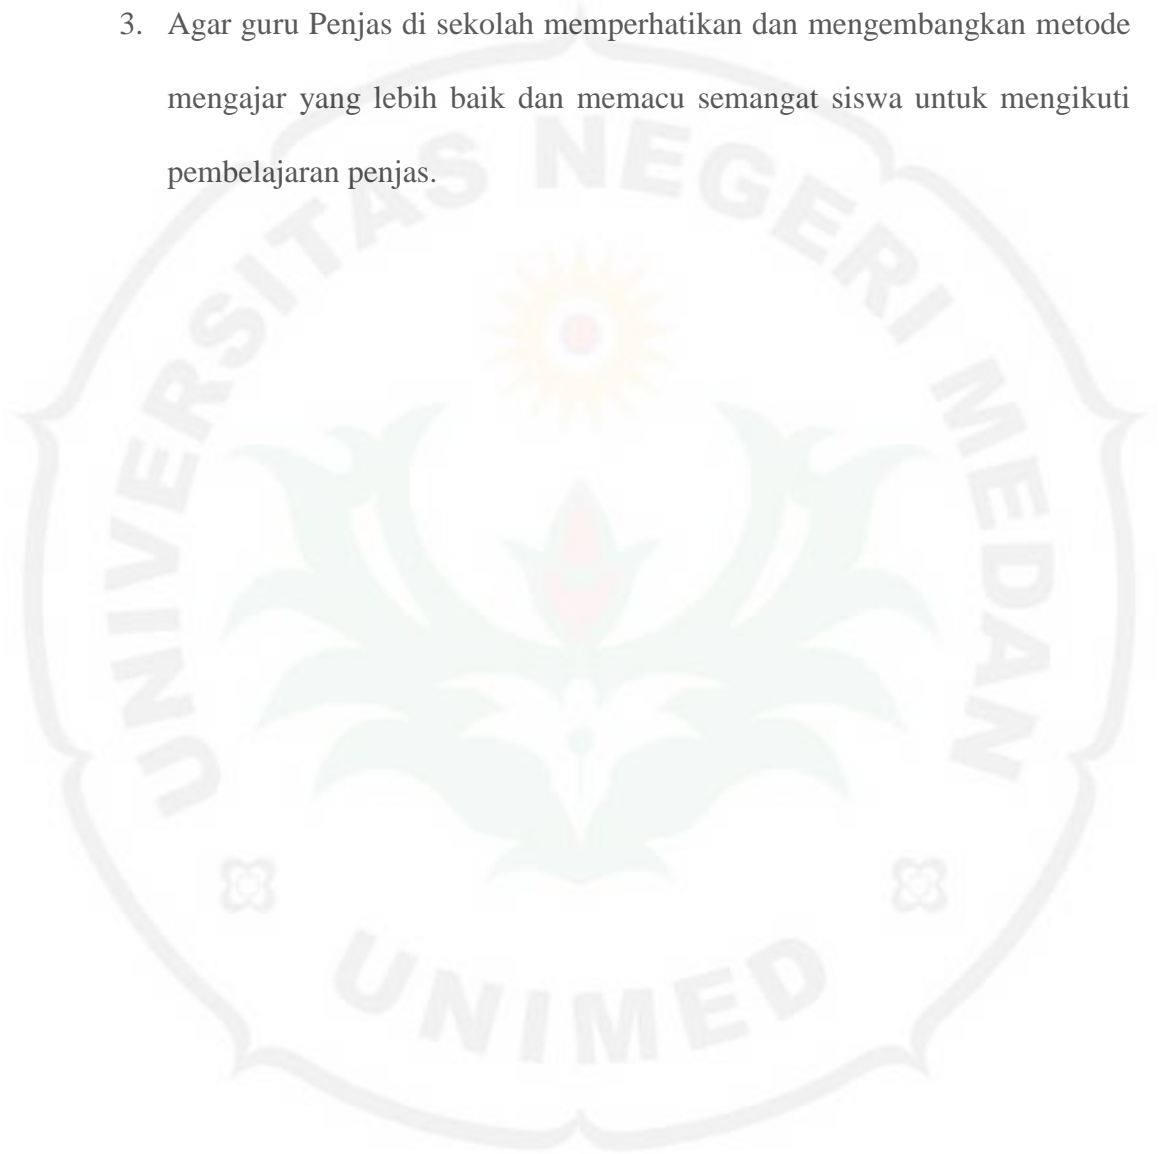 3. Agar guru Penjas di sekolah memperhatikan dan mengembangkan metode
mengajar yang lebih baik dan memacu semangat siswa untuk mengikuti
pembelajaran penjas.
UNIVERSITAS NEGERI MEDAN
UNIMED